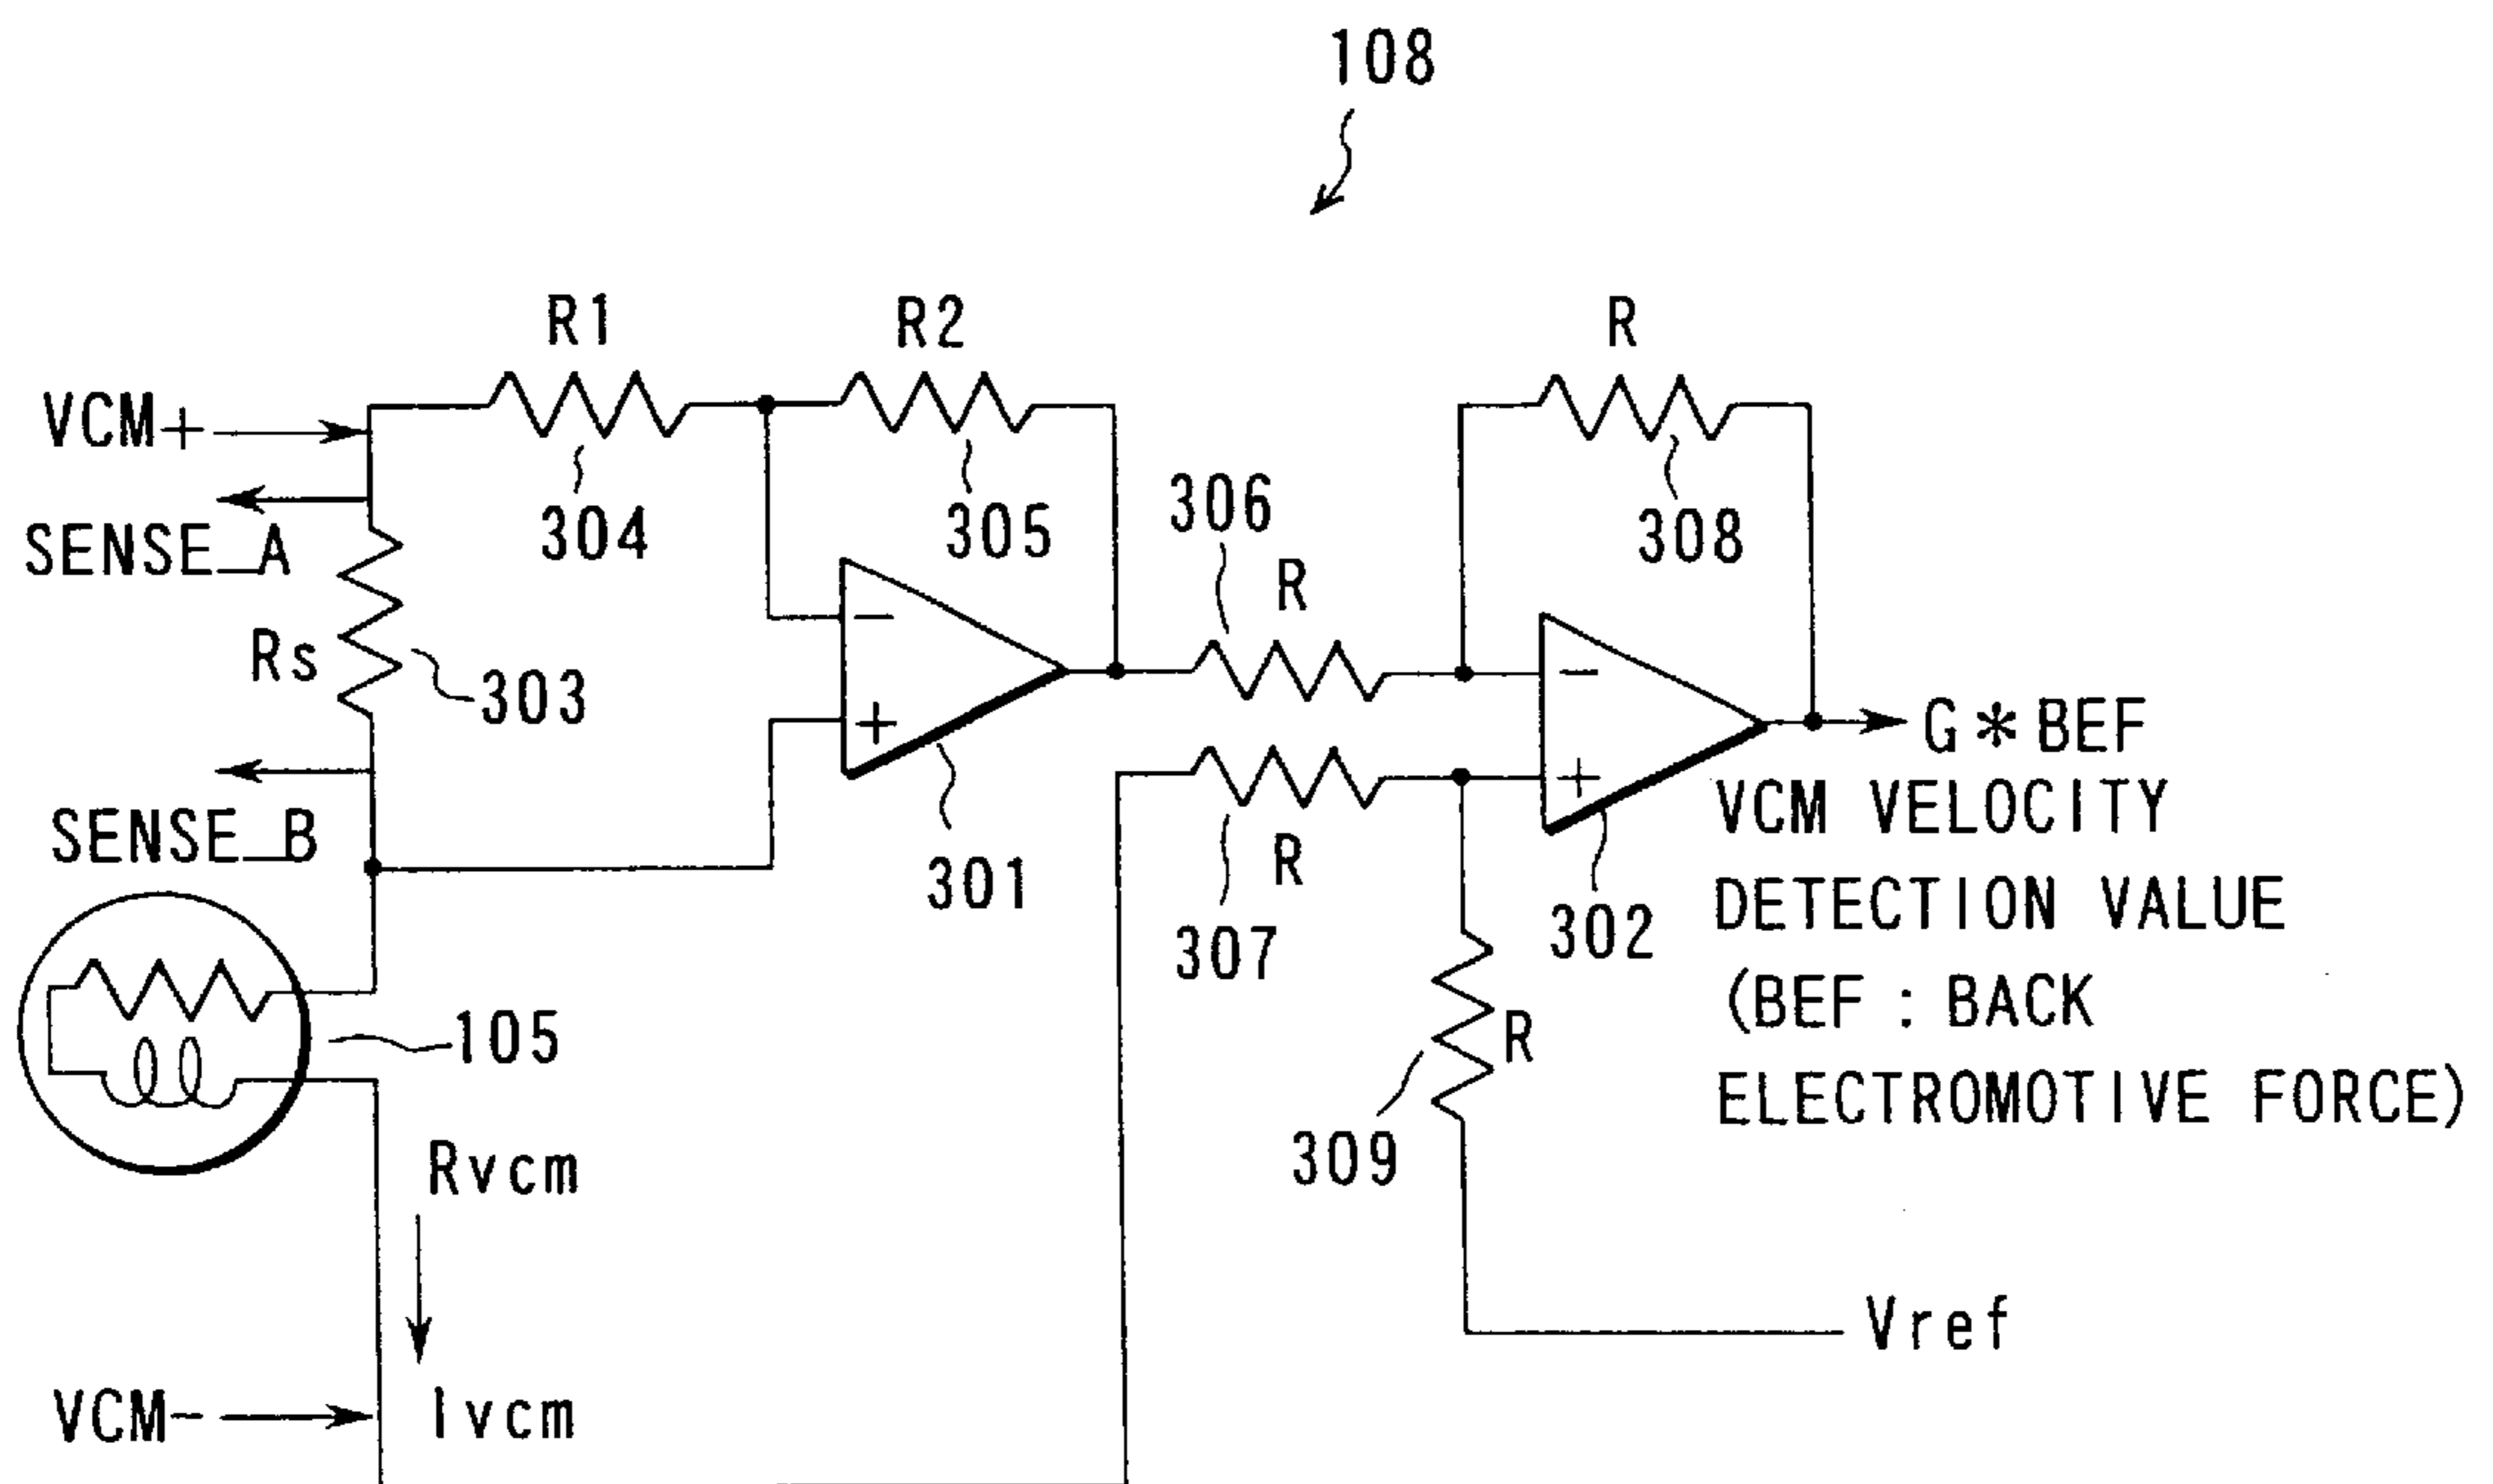 108
R1
R2
R
VCM+
304
305
306
308
SENSE_A
R
Rs
303
G*BEF
VCM VELOCITY
DETECTION VALUE
(BEF : BACK
ELECTROMOTIVE FORCE)
SENSE_B
301
R
307
302
105
R
309
Rvcm
Vref
VCM-
Ivcm